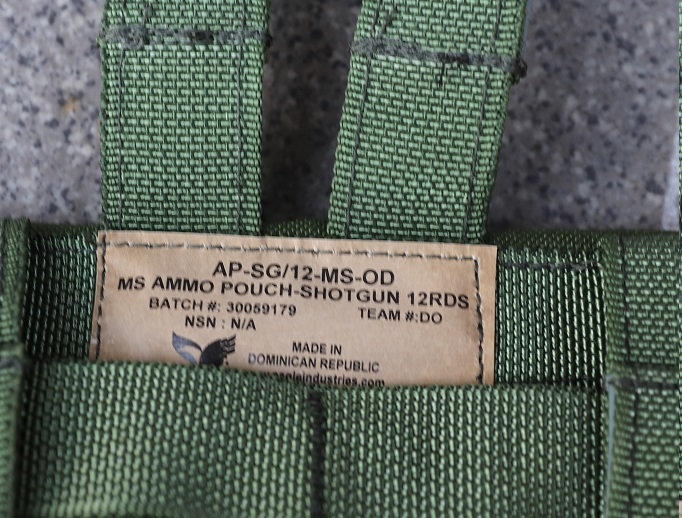 AP-SG/12-MS-OD
MS AMMO POUCH-SHOTGUN 12RDS
BATCH #: 30059179 TEAM #:DO
NSN : N/A
MADE IN
DOMINICAN REPUBLIC